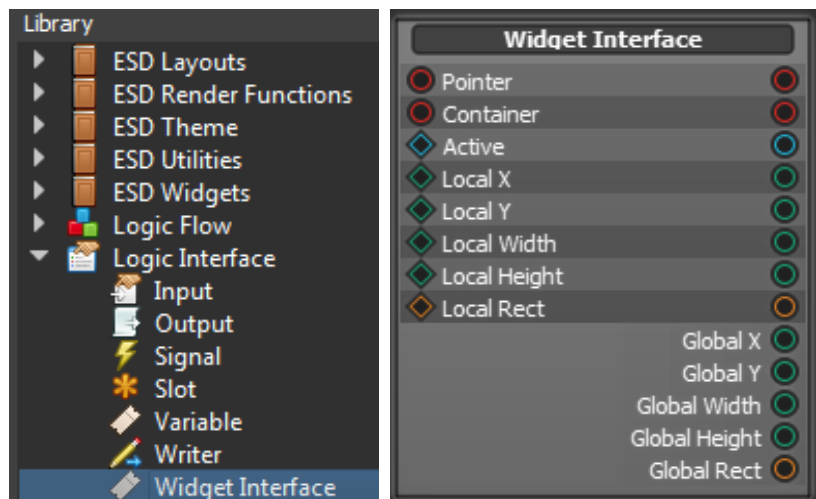 Library
ESD Layouts
ESD Render Functions
ESD Theme
ESD Utilities
ESD Widgets
Logic Flow
Logic Interface
Input
Output
Signal
Slot
Variable
Writer
Widget Interface
Widget Interface
Pointer
Container
Active
Local X
Local Y
Local Width
Local Height
Local Rect
Global X
Global Y
Global Width
Global Height
Global Rect